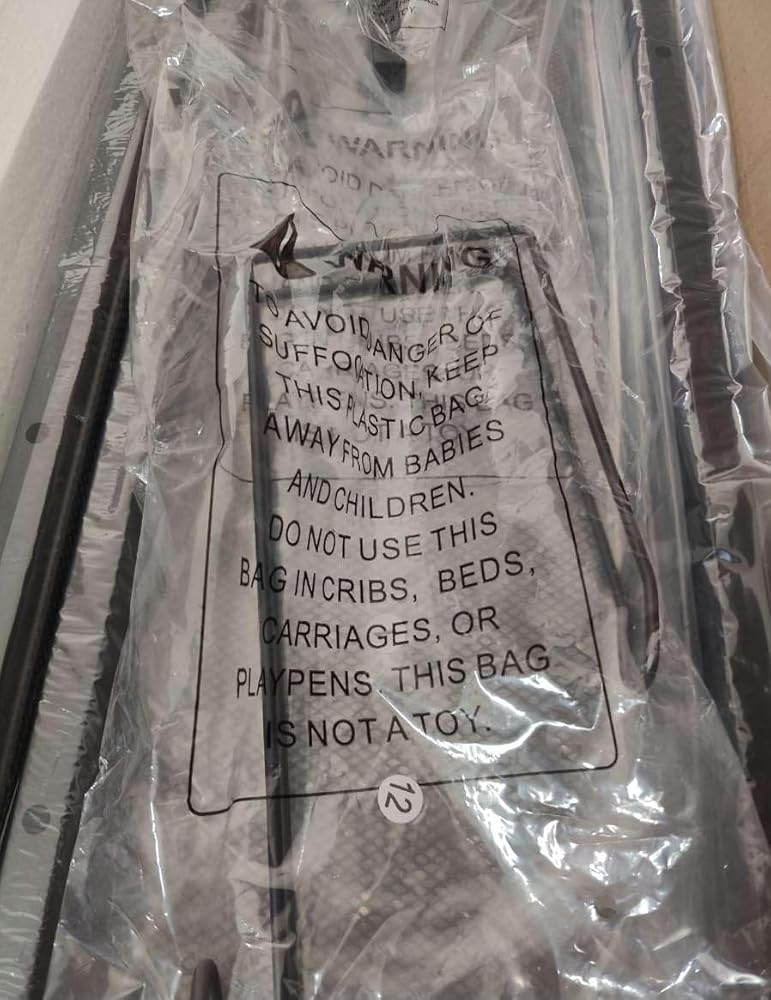 WARNING
WARNING
TO AVOID DANGER OF
SUFFOCATION, KEEP
THIS PLASTIC BAG
AWAY FROM BABIES
AND CHILDREN.
DO NOT USE THIS
BAG IN CRIBS, BEDS,
CARRIAGES, OR
PLAYPENS. THIS BAG
IS NOT A TOY.
12